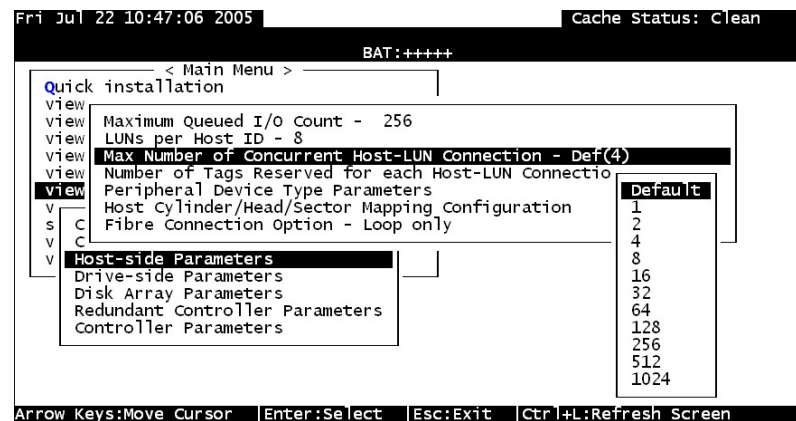 Fri Jul 22 10:47:06 2005 Cache Status: Clean
BAT:+++++
< Main Menu >
Quick installation
view
view Maximum Queued I/O Count - 256
view LUNs per Host ID - 8
view Max Number of Concurrent Host-LUN Connection - Def(4)
view Number of Tags Reserved for each Host-LUN Connectio
view Peripheral Device Type Parameters
v Host Cylinder/Head/Sector Mapping Configuration
s C Fibre Connection Option - Loop only
v C
v Host-side Parameters
Drive-side Parameters
Disk Array Parameters
Redundant Controller Parameters
Controller Parameters
Default
1
2
4
8
16
32
64
128
256
512
1024
Arrow Keys:Move Cursor |Enter:Select |Esc:Exit |Ctrl+L:Refresh Screen